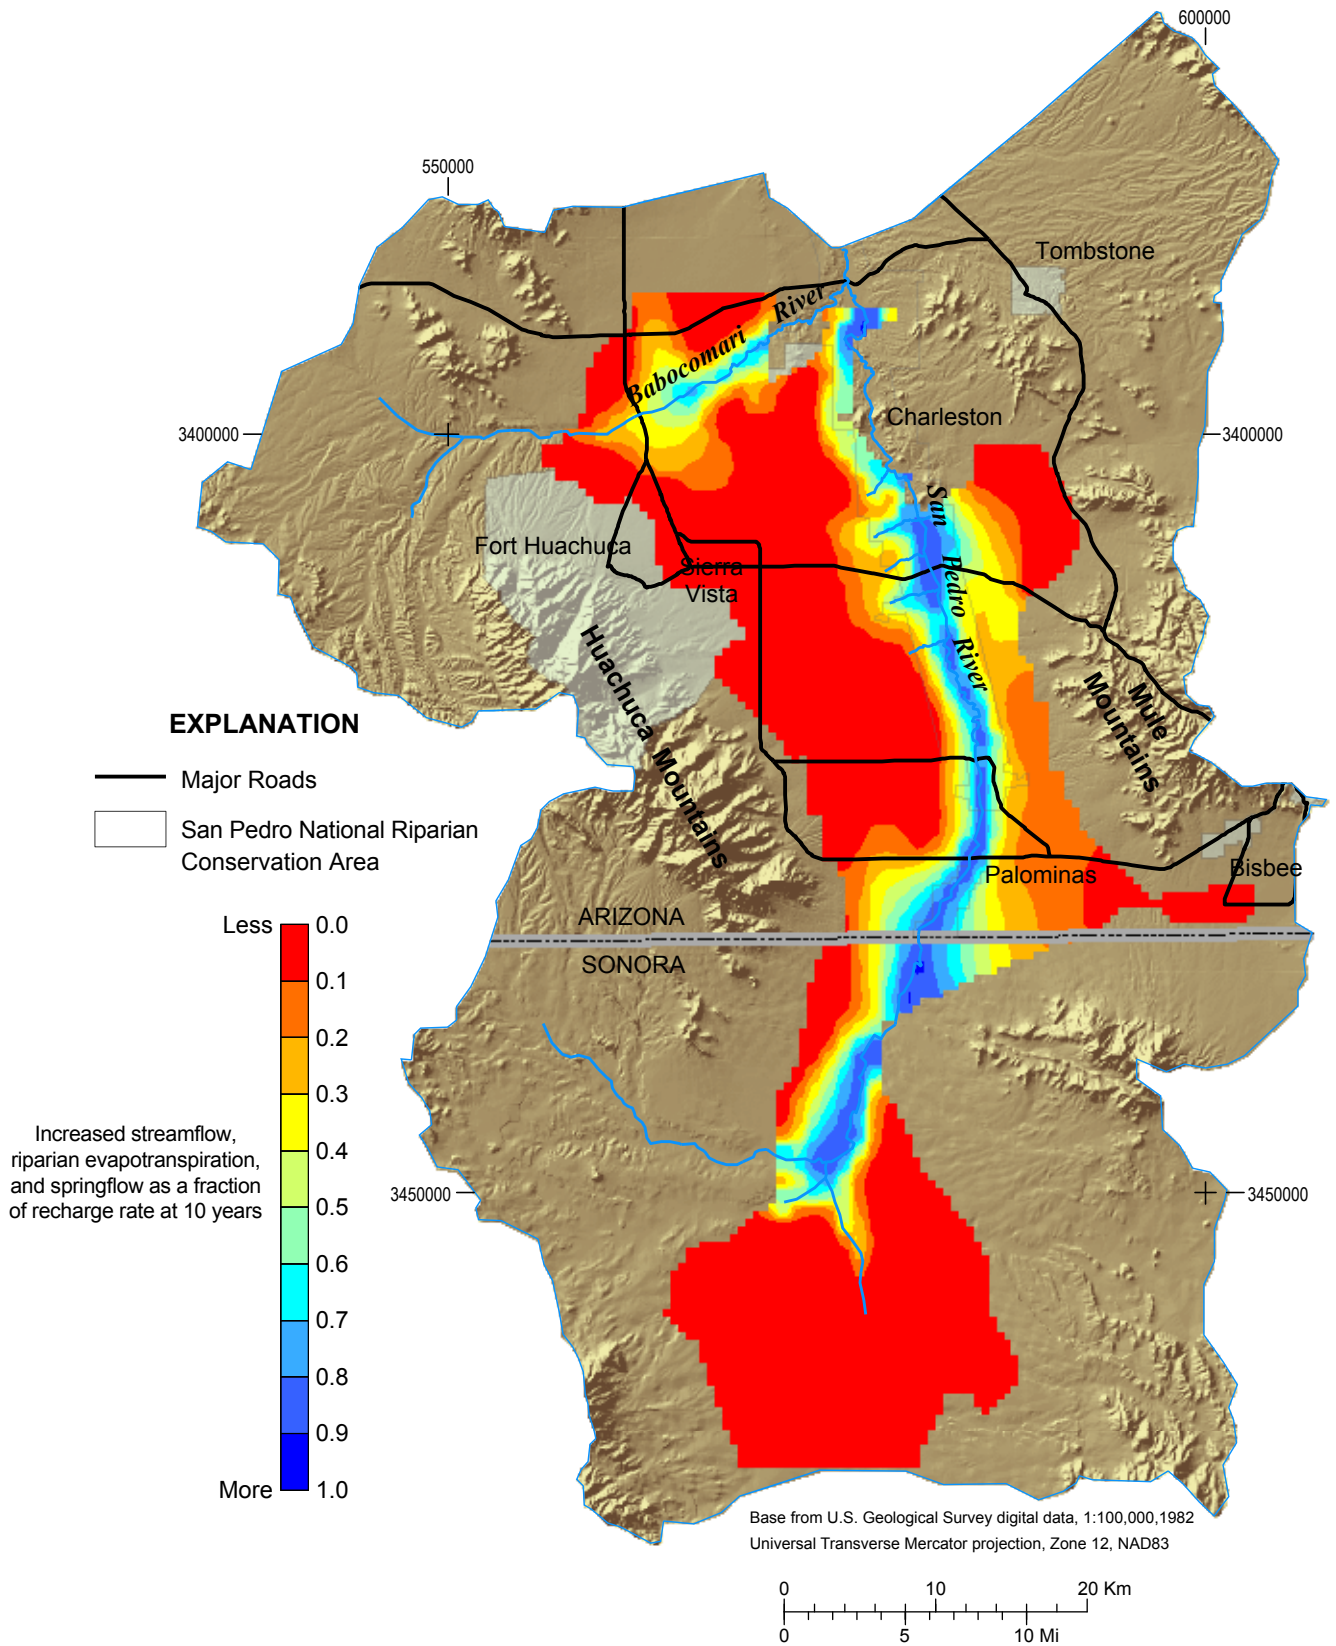 600000
550000
Tombstone
Babocomari River
Charleston
3400000
3400000
San Pedro River
Fort Huachuca
Sierra
Vista
Huachuca Mountains
Mule
Mountains
EXPLANATION
Major Roads
San Pedro National Riparian
Conservation Area
Palominas
Bisbee
ARIZONA
SONORA
Less
0.0
0.1
0.2
0.3
0.4
0.5
0.6
0.7
0.8
0.9
More
1.0
Increased streamflow,
riparian evapotranspiration,
and springflow as a fraction
of recharge rate at 10 years
3450000
3450000
Base from U.S. Geological Survey digital data, 1:100,000,1982
Universal Transverse Mercator projection, Zone 12, NAD83
0 10 20 Km
0 5 10 Mi